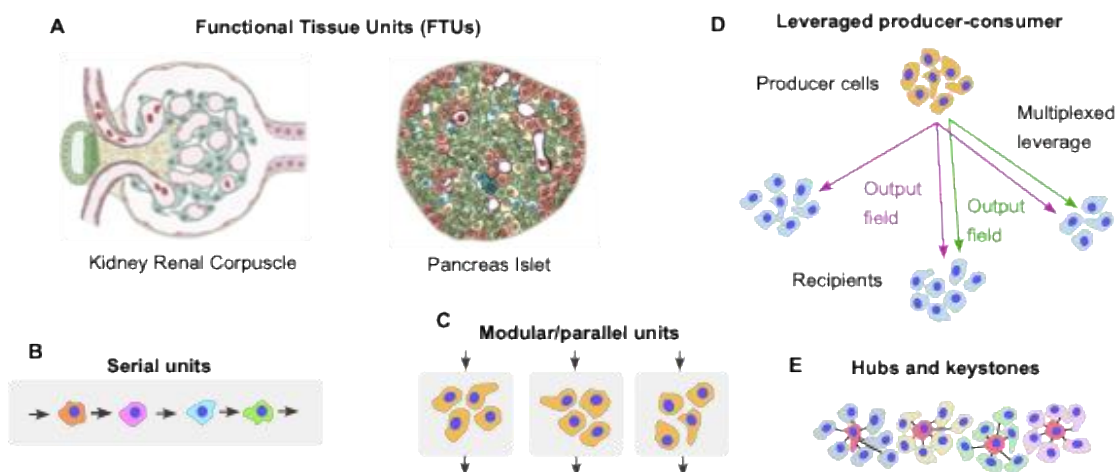 A
Functional Tissue Units (FTUs)
Kidney Renal Corpuscle
Pancreas Islet
B
Serial units
C
Modular/parallel units
D
Leveraged producer-consumer
Producer cells
Multiplexed
leverage
Output
field
Output
field
Recipients
E
Hubs and keystones